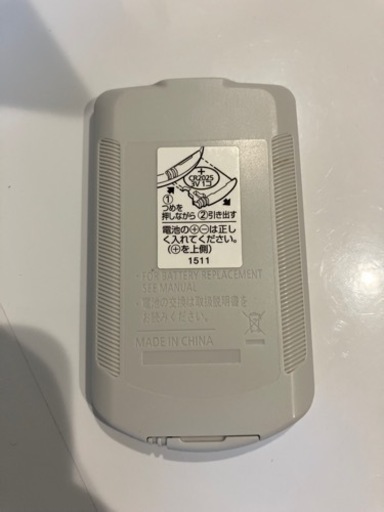 +
CR2025
3V リコ
①
つめを
押しながら ②引き出す
電池の⊕⊖は正し
く入れてください。
(⊕を上側)
1511
・FOR BATTERY REPLACEMENT
SEE MANUAL
・電池の交換は取扱説明書を
お読みください。
MADE IN CHINA